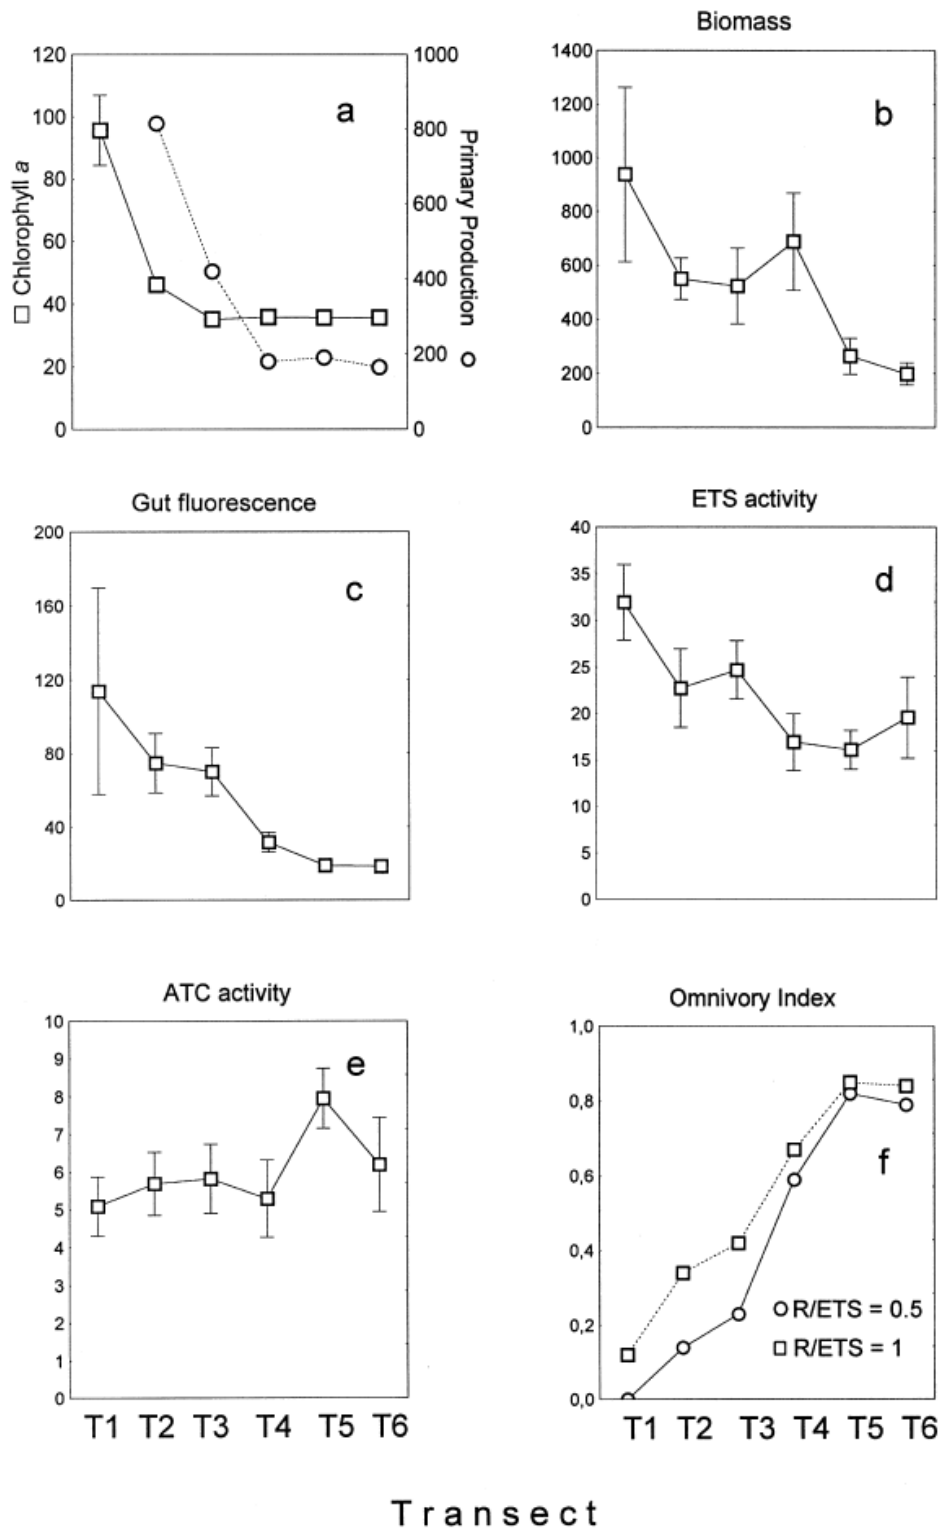 Biomass
120
100
80
60
40
20
0
□ Chlorophyll a
1000
800
600
400
200
0
Primary Production ○
a
1400
1200
1000
800
600
400
200
0
b
Gut fluorescence
200
160
120
80
40
0
c
ETS activity
40
35
30
25
20
15
10
5
0
d
ATC activity
10
9
8
7
6
5
4
3
2
1
0
e
T1 T2 T3 T4 T5 T6
Omnivory Index
1,0
0,8
0,6
0,4
0,2
0,0
f
○ R/ETS = 0.5
□ R/ETS = 1
T1 T2 T3 T4 T5 T6
Transect